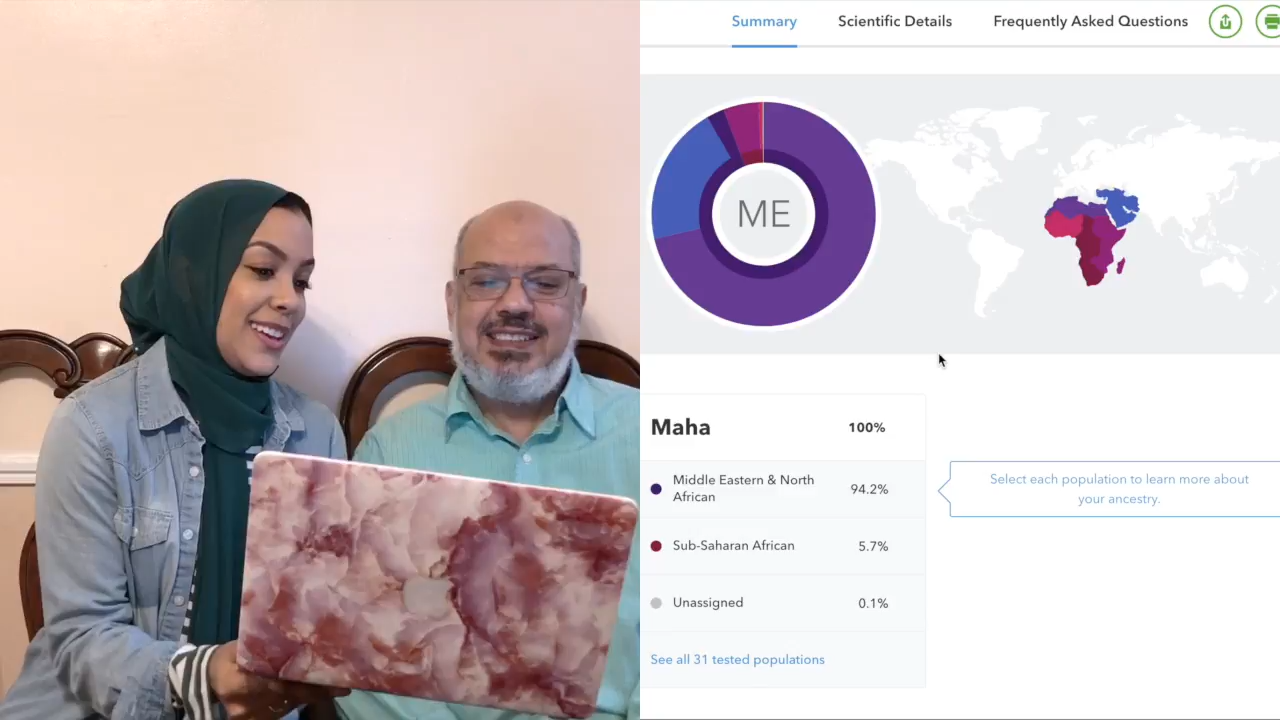 Summary
Scientific Details
Frequently Asked Questions
ME
Maha
100%
Middle Eastern & North
African
94.2%
Sub-Saharan African
5.7%
Unassigned
0.1%
See all 31 tested populations
Select each population to learn more about
your ancestry.